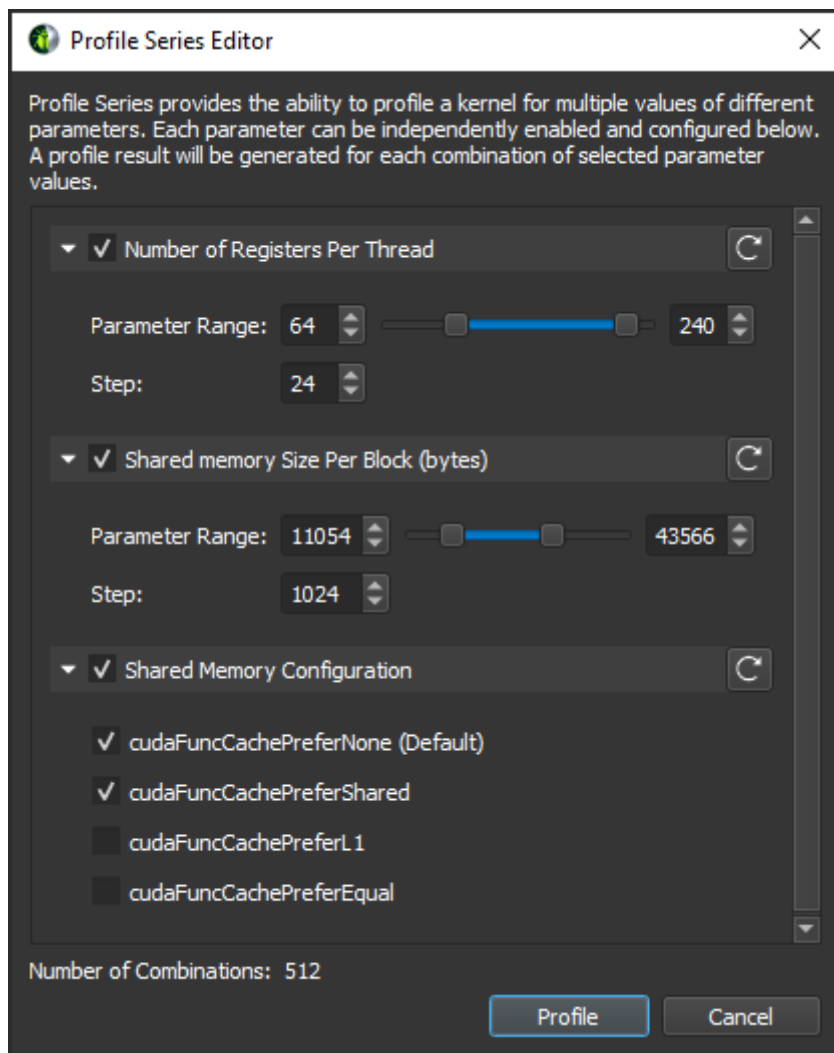 Profile Series Editor
Profile Series provides the ability to profile a kernel for multiple values of different
parameters. Each parameter can be independently enabled and configured below.
A profile result will be generated for each combination of selected parameter
values.
Number of Registers Per Thread
Parameter Range: 64 240
Step: 24
Shared memory Size Per Block (bytes)
Parameter Range: 11054 43566
Step: 1024
Shared Memory Configuration
cudaFuncCachePreferNone (Default)
cudaFuncCachePreferShared
cudaFuncCachePreferL1
cudaFuncCachePreferEqual
Number of Combinations: 512
Profile Cancel